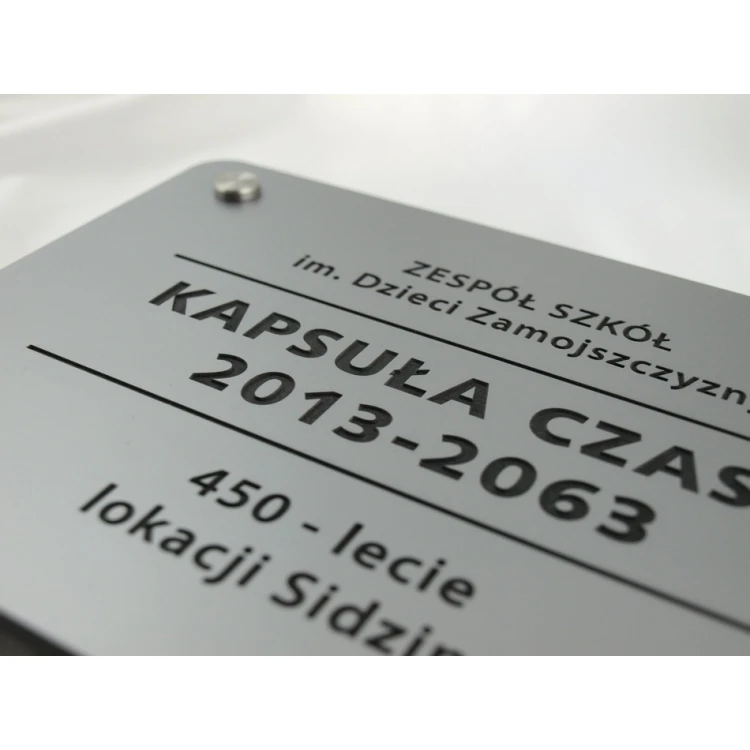 ZESPÓŁ SZKÓŁ
im. Dzieci Zamojszczyzn
KAPSUŁA CZAS
2013-2063
450 - lecie
lokacji Sidzin